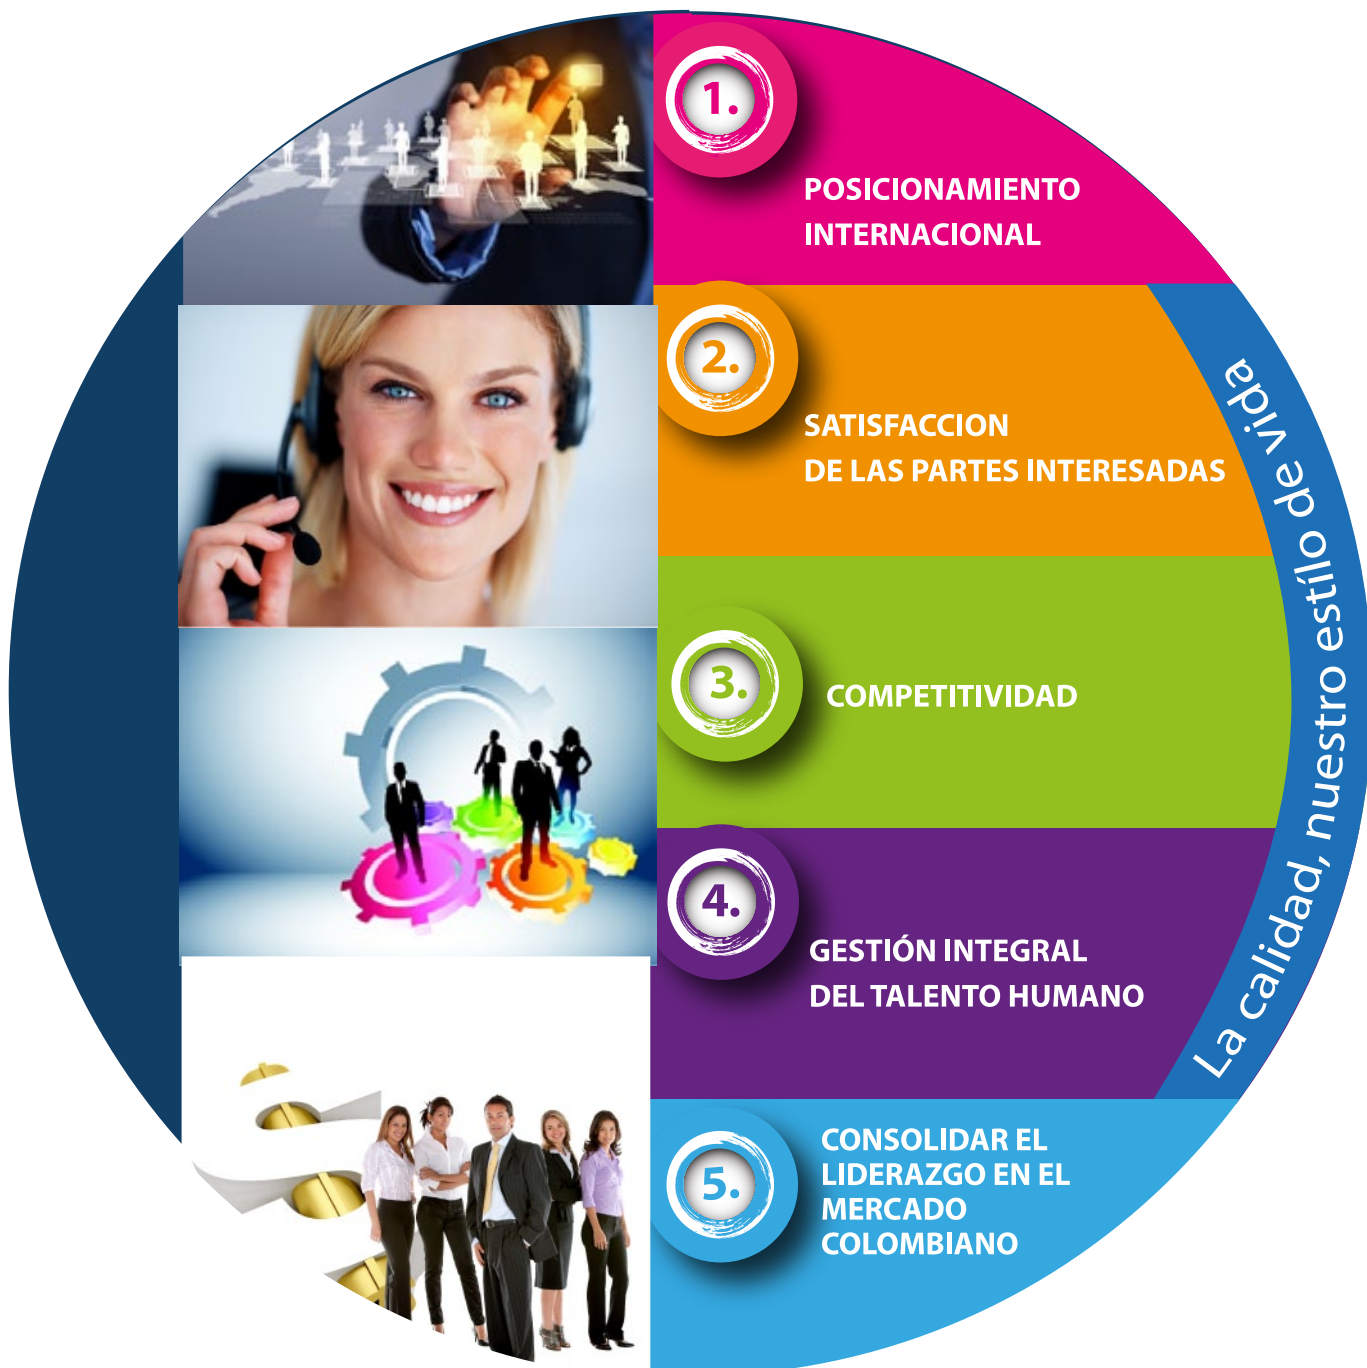 1.
POSICIONAMIENTO
INTERNACIONAL
2.
SATISFACCION
DE LAS PARTES INTERESADAS
3.
COMPETITIVIDAD
4.
GESTIÓN INTEGRAL
DEL TALENTO HUMANO
5.
CONSOLIDAR EL
LIDERAZGO EN EL
MERCADO
COLOMBIANO
La calidad, nuestro estílo de vida